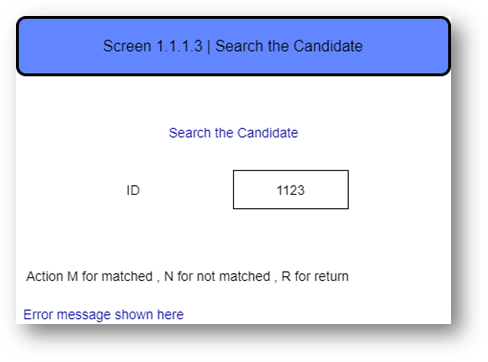 Screen 1.1.1.3 | Search the Candidate
Search the Candidate
ID 1123
Action M for matched , N for not matched , R for return
Error message shown here